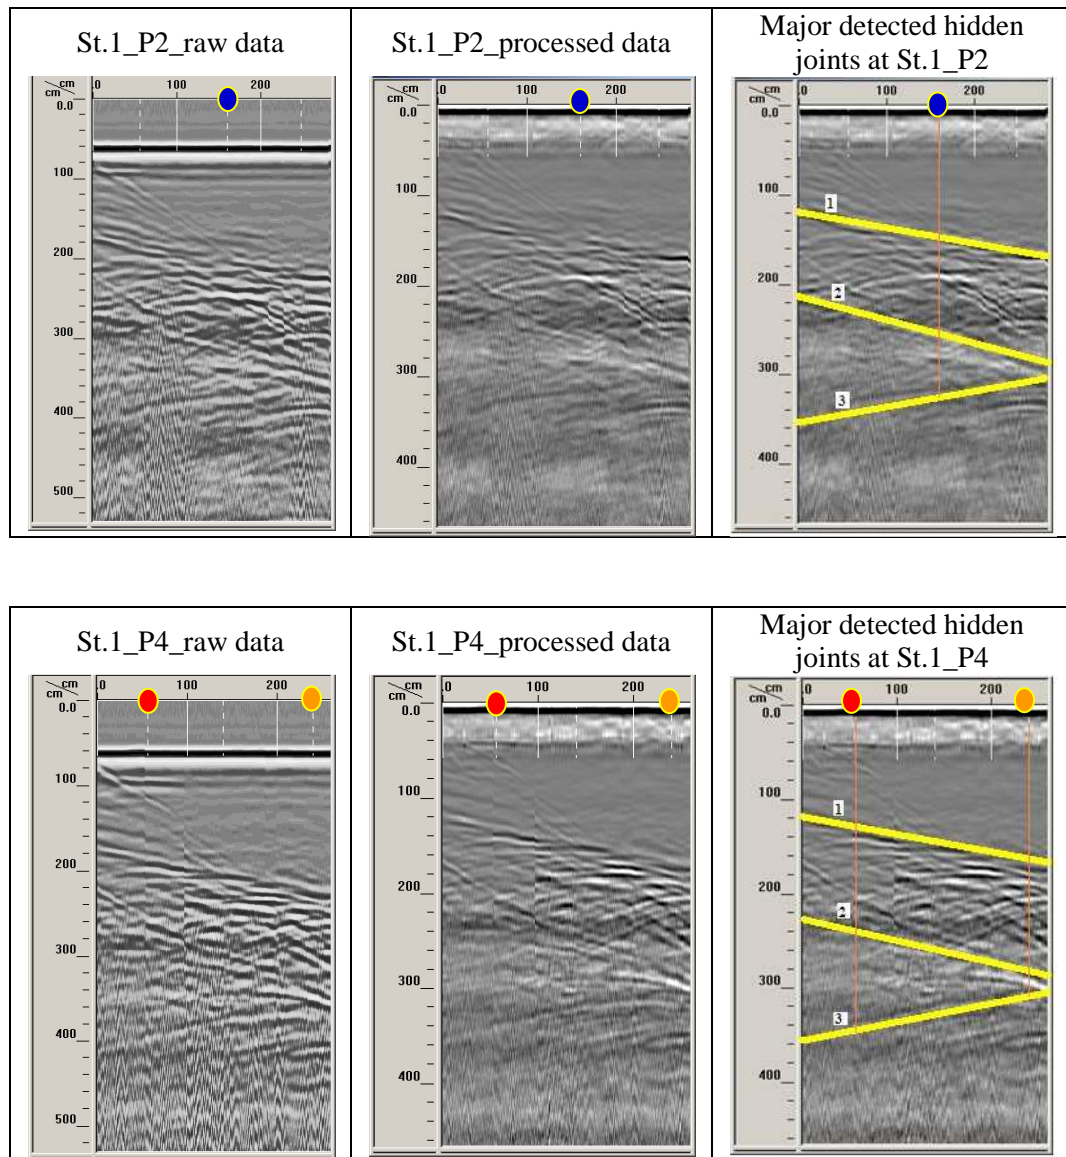 St.1_P2_raw data
St.1_P2_processed data
Major detected hidden
joints at St.1_P2
cm
cm
.0
100
200
0.0
100
200
300
400
500
cm
cm
.0
100
200
0.0
100
200
300
400
cm
cm
.0
100
200
0.0
100
200
300
400
1
2
3
St.1_P4_raw data
St.1_P4_processed data
Major detected hidden
joints at St.1_P4
cm
cm
.0
100
200
0.0
100
200
300
400
500
cm
cm
.0
100
200
0.0
100
200
300
400
cm
cm
.0
100
200
0.0
100
200
300
400
1
2
3